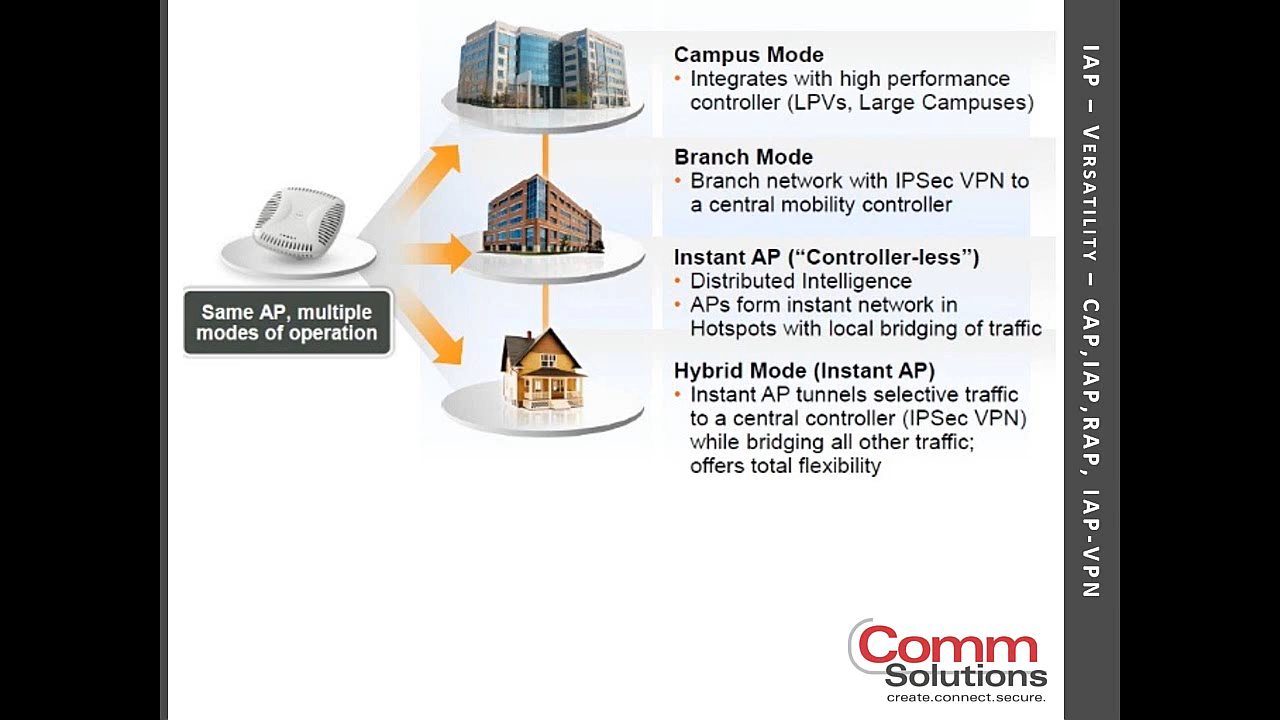 Campus Mode
• Integrates with high performance
controller (LPVs, Large Campuses)
Branch Mode
• Branch network with IPSec VPN to
a central mobility controller
Instant AP (“Controller-less”)
• Distributed Intelligence
• APs form instant network in
Hotspots with local bridging of traffic
Hybrid Mode (Instant AP)
• Instant AP tunnels selective traffic
to a central controller (IPSec VPN)
while bridging all other traffic;
offers total flexibility
Same AP, multiple
modes of operation
IAP – VERSATILITY – CAP,IAP,RAP, IAP-VPN
Comm
Solutions
create.connect.secure.